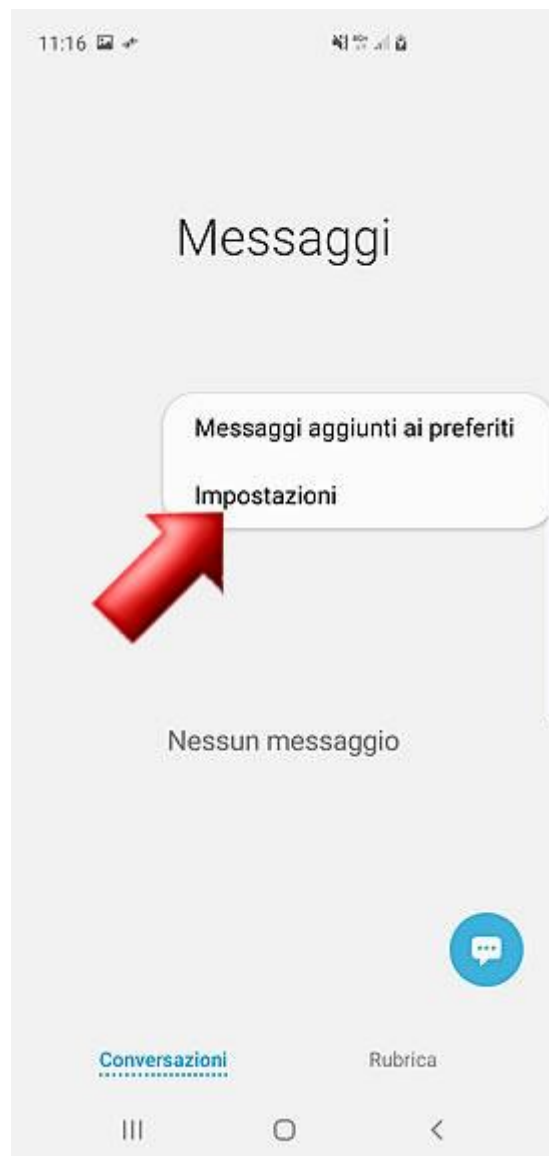 11:16
Messaggi
Messaggi aggiunti ai preferiti
Impostazioni
Nessun messaggio
Conversazioni
Rubrica